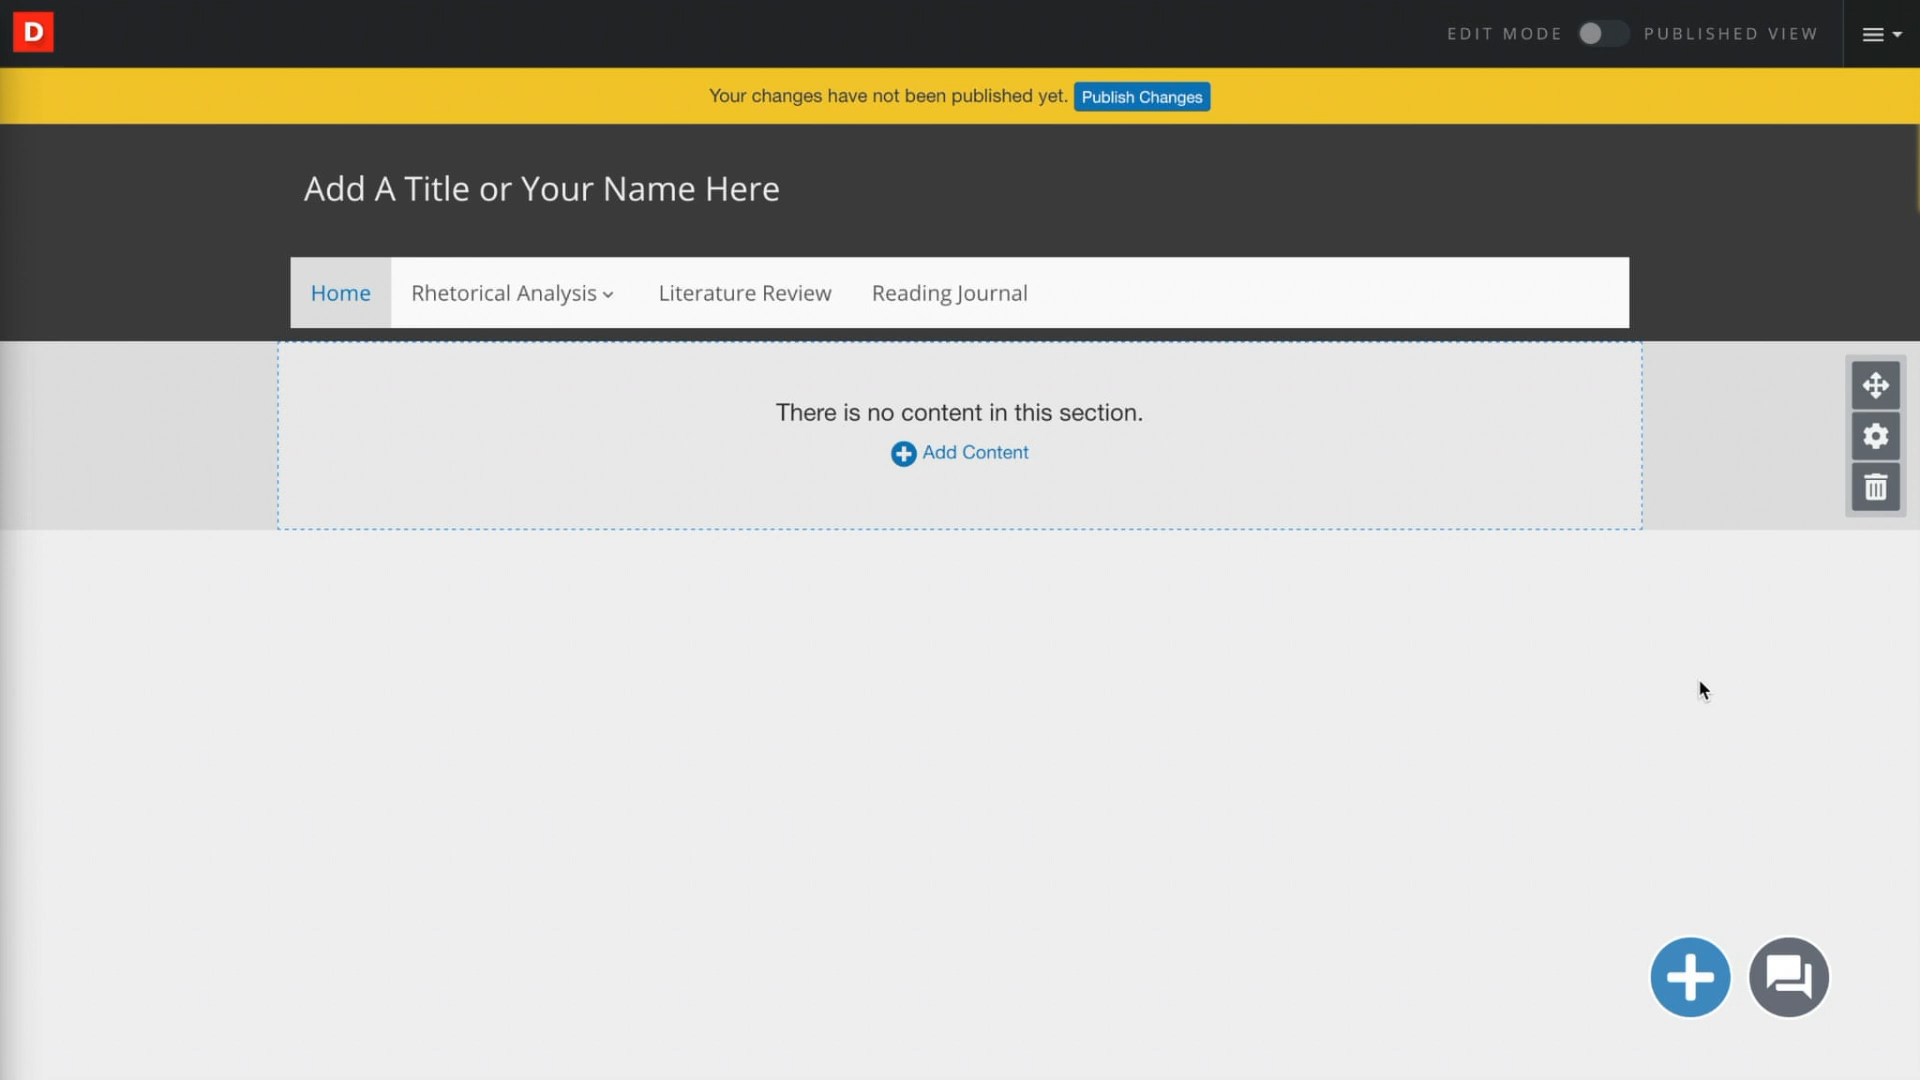 D
EDIT MODE PUBLISHED VIEW
Your changes have not been published yet. Publish Changes
Add A Title or Your Name Here
Home Rhetorical Analysis Literature Review Reading Journal
There is no content in this section.
Add Content